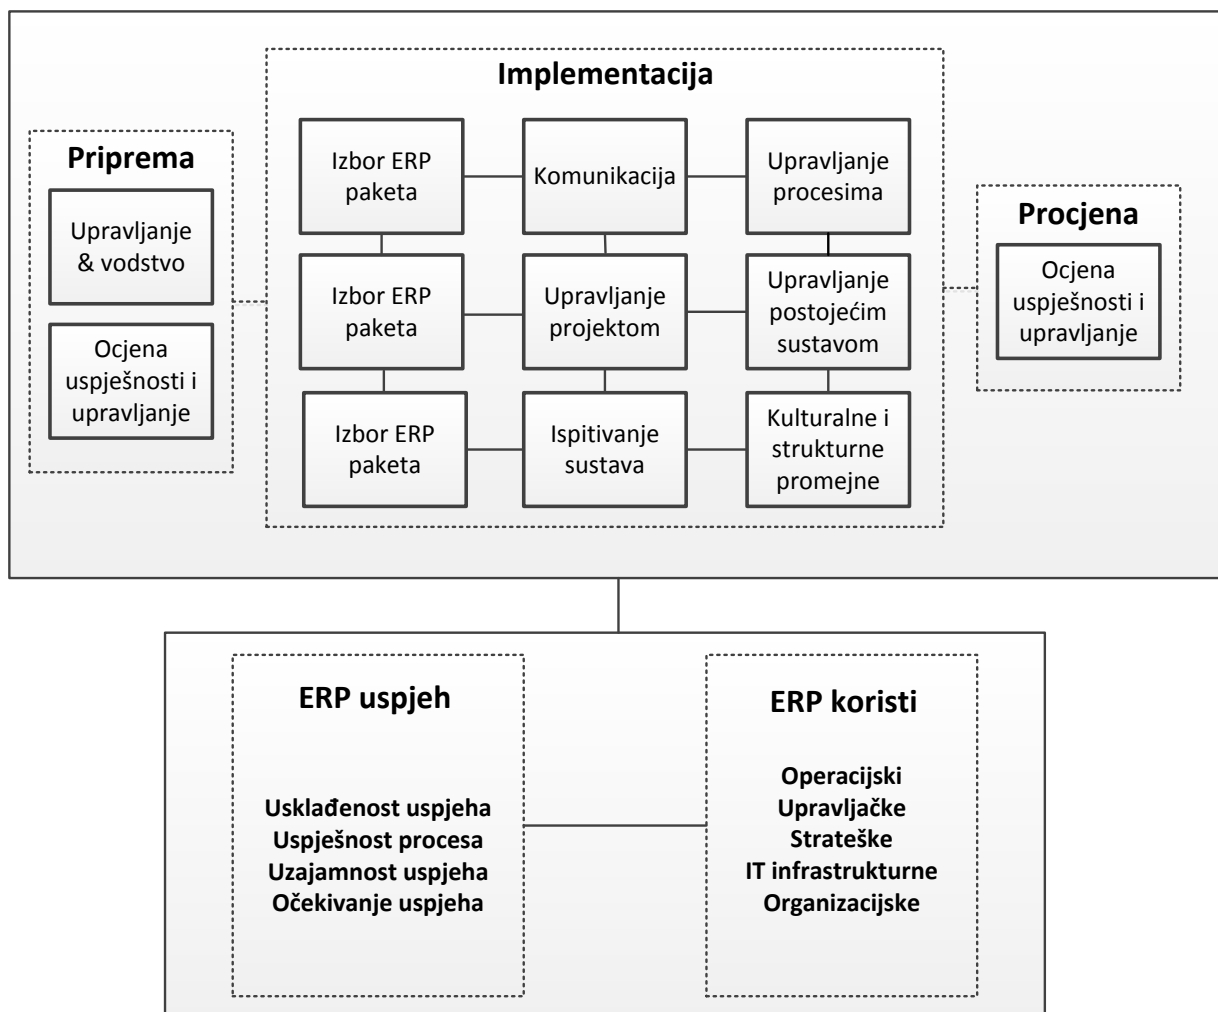 Implementacija
Priprema
Upravljanje
& vodstvo
Ocjena
uspješnosti i
upravljanje
Izbor ERP
paketa
Komunikacija
Upravljanje
procesima
Izbor ERP
paketa
Upravljanje
projektom
Upravljanje
postojećim
sustavom
Izbor ERP
paketa
Ispitivanje
sustava
Kulturalne i
strukturne
promejne
Procjena
Ocjena
uspješnosti i
upravljanje
ERP uspjeh
Usklađenost uspjeha
Uspješnost procesa
Uzajamnost uspjeha
Očekivanje uspjeha
ERP koristi
Operacijski
Upravljačke
Strateške
IT infrastrukturne
Organizacijske